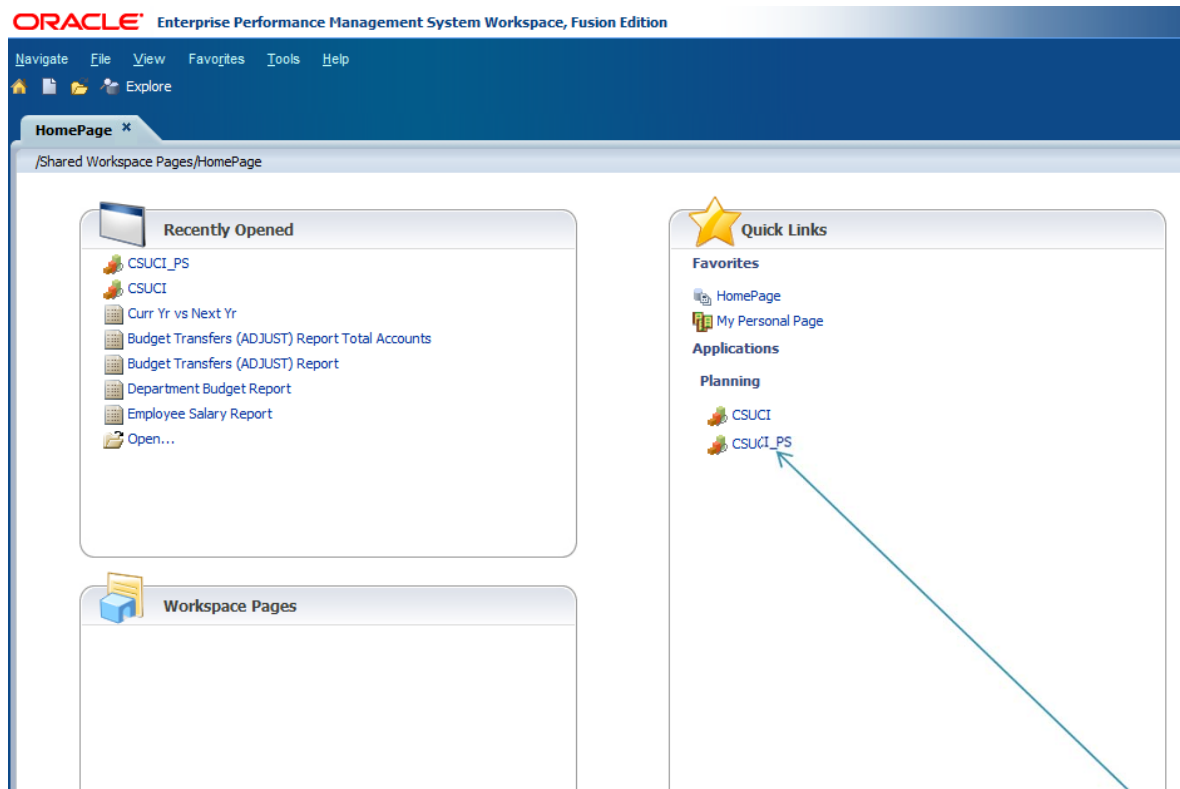 ORACLE Enterprise Performance Management System Workspace, Fusion Edition
Navigate File View Favorites Tools Help
Explore
HomePage
/Shared Workspace Pages/HomePage
Recently Opened
CSUCI_PS
CSUCI
Curr Yr vs Next Yr
Budget Transfers (ADJUST) Report Total Accounts
Budget Transfers (ADJUST) Report
Department Budget Report
Employee Salary Report
Open...
Workspace Pages
Quick Links
Favorites
HomePage
My Personal Page
Applications
Planning
CSUCI
CSUCI_PS